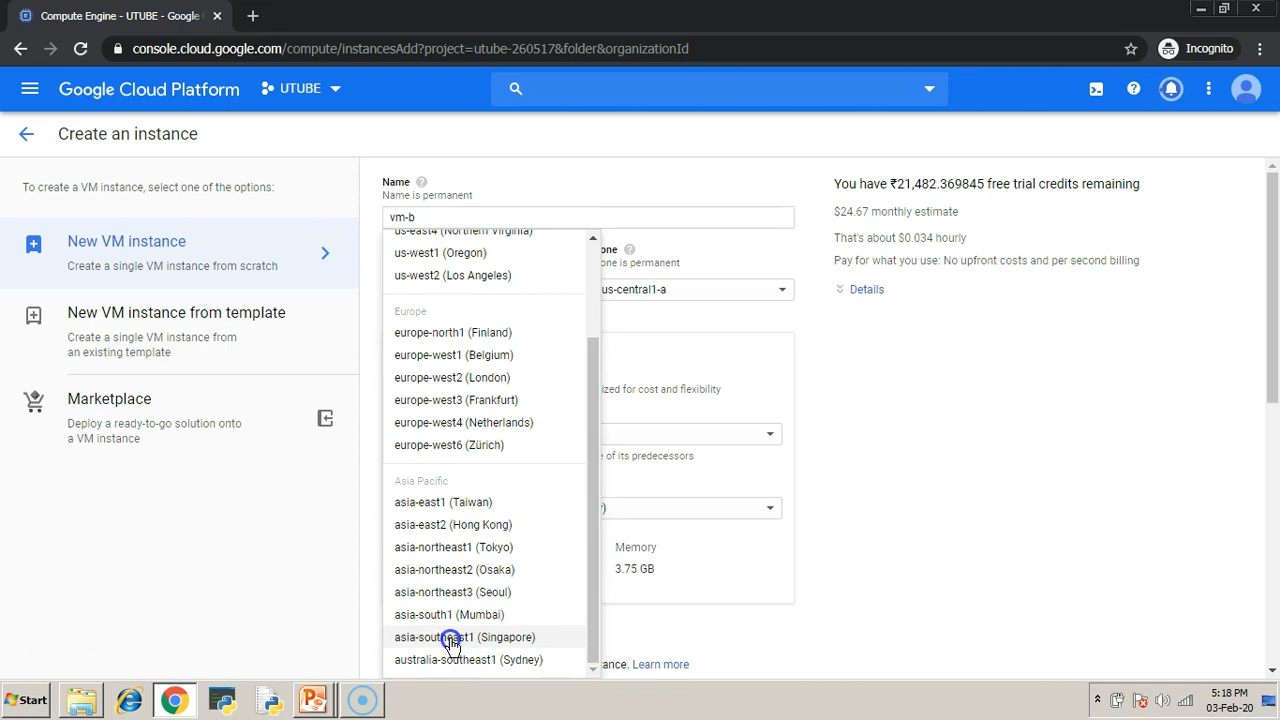 Compute Engine - UTUBE - Google
console.cloud.google.com/compute/instancesAdd?project=utube-260517&folder&organizationId
Incognito
Google Cloud Platform
UTUBE
Create an instance
To create a VM instance, select one of the options:
New VM instance
Create a single VM instance from scratch
New VM instance from template
Create a single VM instance from
an existing template
Marketplace
Deploy a ready-to-go solution onto
a VM instance
Name
Name is permanent
vm-b
us-east4 (Northern Virginia)
us-west1 (Oregon)
us-west2 (Los Angeles)
Europe
europe-north1 (Finland)
europe-west1 (Belgium)
europe-west2 (London)
europe-west3 (Frankfurt)
europe-west4 (Netherlands)
europe-west6 (Zürich)
Asia Pacific
asia-east1 (Taiwan)
asia-east2 (Hong Kong)
asia-northeast1 (Tokyo)
asia-northeast2 (Osaka)
asia-northeast3 (Seoul)
asia-south1 (Mumbai)
asia-southeast1 (Singapore)
australia-southeast1 (Sydney)
one
one is permanent
us-central1-a
ized for cost and flexibility
e of its predecessors
)
Memory
3.75 GB
ance. Learn more
You have ₹21,482.369845 free trial credits remaining
$24.67 monthly estimate
That's about $0.034 hourly
Pay for what you use: No upfront costs and per second billing
Details
Start
5:18 PM
03-Feb-20